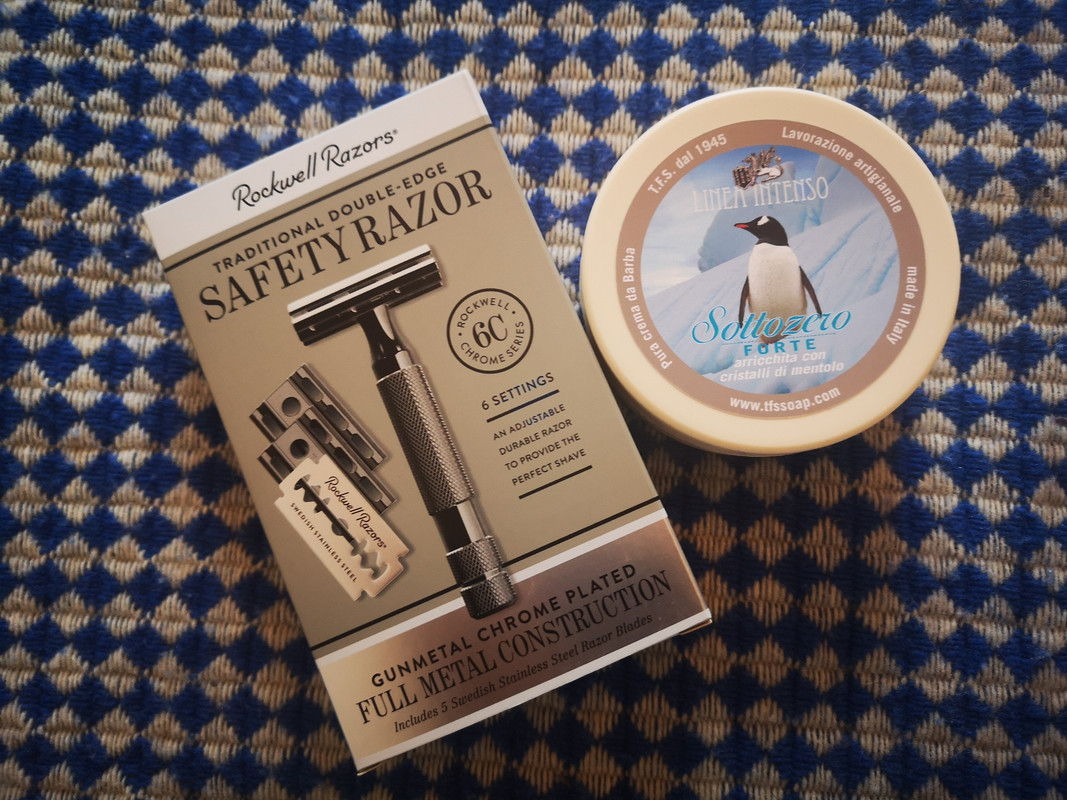 Rockwell Razors®
TRADITIONAL DOUBLE-EDGE
SAFETY RAZOR
ROCKWELL
6C
CHROME SERIES
6 SETTINGS
AN ADJUSTABLE
DURABLE RAZOR
TO PROVIDE THE
PERFECT SHAVE
Rockwell Razors®
SWEDISH STAINLESS STEEL
GUNMETAL CHROME PLATED
FULL METAL CONSTRUCTION
Includes 5 Swedish Stainless Steel Razor Blades
T.F.S. dal 1945
Lavorazione artigianale
LINEA INTENSO
Pura crema da Barba
made in Italy
Sottozero
FORTE
arricchita con
cristalli di mentolo
www.tfssoap.com